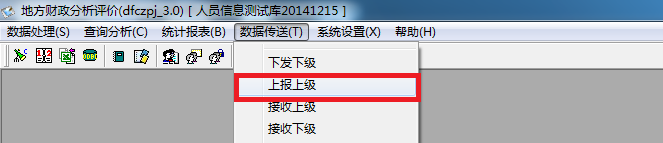 地方财政分析评价(dfczpj_3.0) [ 人员信息测试库20141215 ]
数据处理(S) 查询分析(C) 统计报表(B) 数据传送(T) 系统设置(X) 帮助(H)
下发下级
上报上级
接收上级
接收下级